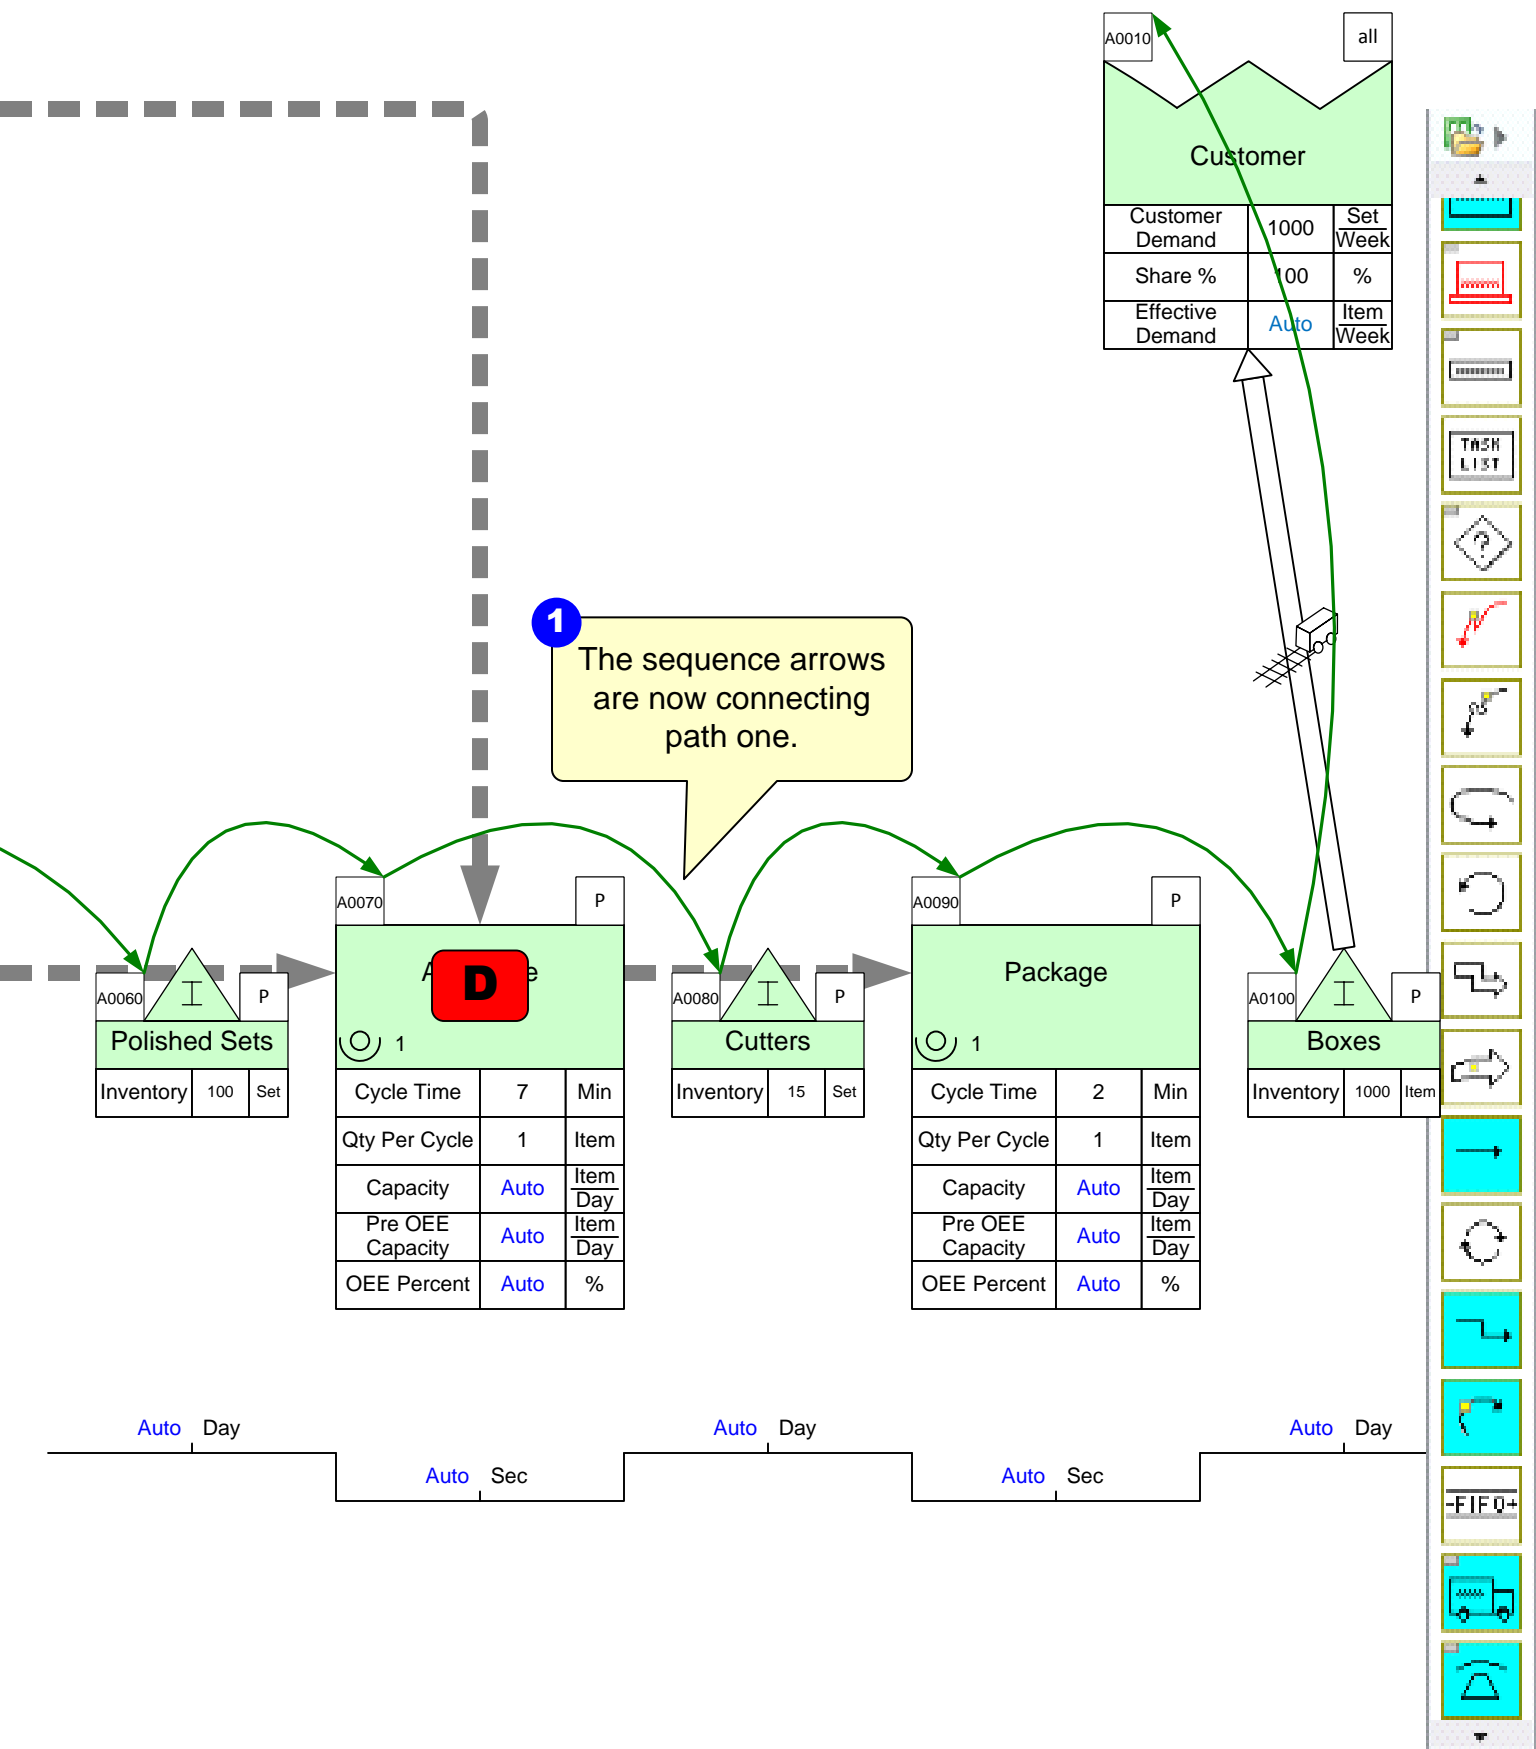 A0010
all
Customer
Customer Demand 1000 Set Week
Share % 100 %
Effective Demand Auto Item Week
TASK
LIST
1
The sequence arrows
are now connecting
path one.
A0060
P
Polished Sets
Inventory 100 Set
A0070
P
D
1
Cycle Time 7 Min
Qty Per Cycle 1 Item
Capacity Auto Item Day
Pre OEE Capacity Auto Item Day
OEE Percent Auto %
A0080
P
Cutters
Inventory 15 Set
A0090
P
Package
1
Cycle Time 2 Min
Qty Per Cycle 1 Item
Capacity Auto Item Day
Pre OEE Capacity Auto Item Day
OEE Percent Auto %
A0100
P
Boxes
Inventory 1000 Item
Auto Day
Auto Sec
Auto Day
Auto Sec
Auto Day
-FIFO+